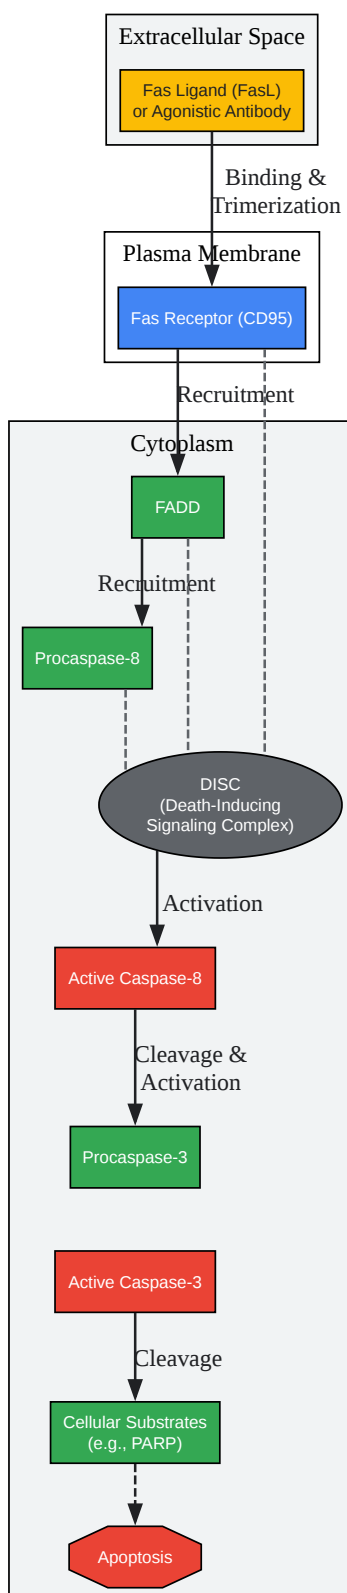 Extracellular Space
Fas Ligand (FasL)
or Agonistic Antibody
Binding &
Trimerization
Plasma Membrane
Fas Receptor (CD95)
Recruitment
Cytoplasm
FADD
Recruitment
Procaspase-8
DISC
(Death-Inducing
Signaling Complex)
Activation
Active Caspase-8
Cleavage &
Activation
Procaspase-3
Active Caspase-3
Cleavage
Cellular Substrates
(e.g., PARP)
Apoptosis